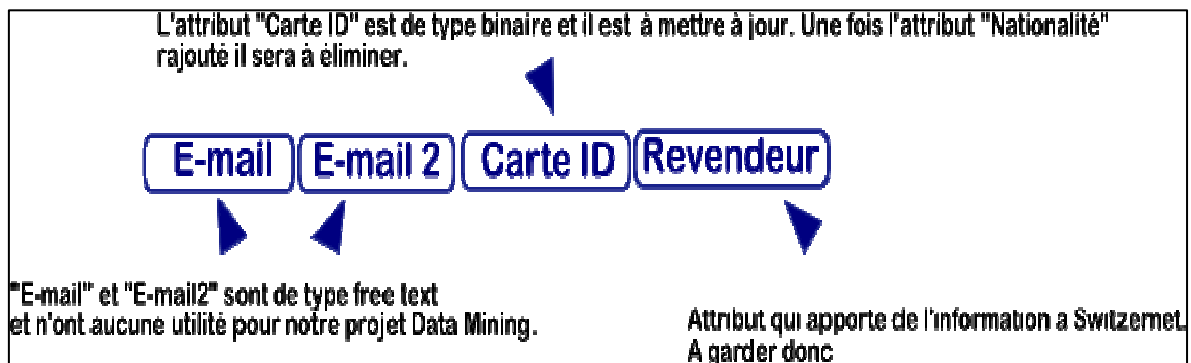 L'attribut "Carte ID" est de type binaire et il est à mettre à jour. Une fois l'attribut "Nationalité"
rajouté il sera à éliminer.
E-mail E-mail 2 Carte ID Revendeur
"E-mail" et "E-mail2" sont de type free text
et n'ont aucune utilité pour notre projet Data Mining.
Attribut qui apporte de l'information a Switzernet.
A garder donc